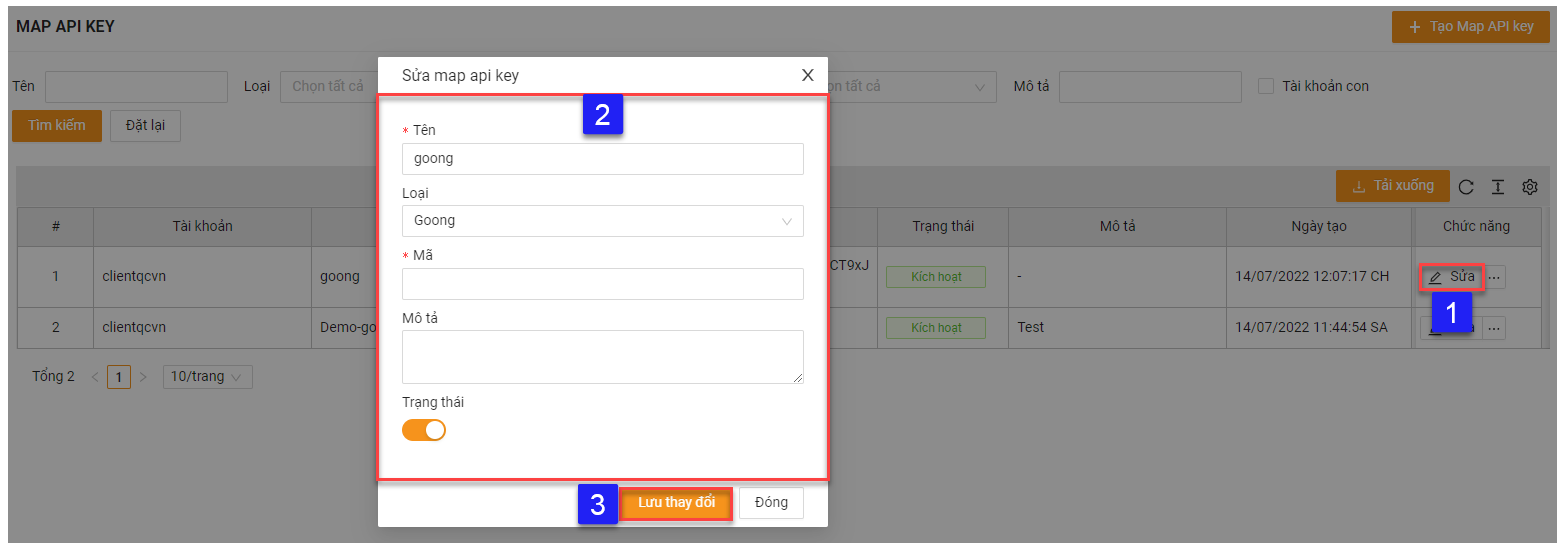 MAP API KEY
+ Tạo Map API key
Tên
Loại Chọn tất cả
tất cả
Mô tả
Tài khoản con
Tìm kiếm
Đặt lại
Sửa map api key
X
2
* Tên
goong
Loại
Goong
* Mã
Mô tả
Trạng thái
3
Lưu thay đổi
Đóng
Tải xuống
# Tài khoản Trạng thái Mô tả Ngày tạo Chức năng
1 clientqcvn goong CT9xJ Kích hoạt - 14/07/2022 12:07:17 CH Sửa ...
1
2 clientqcvn Demo-go Kích hoạt Test 14/07/2022 11:44:54 SA ...
Tổng 2 < 1 > 10/trang